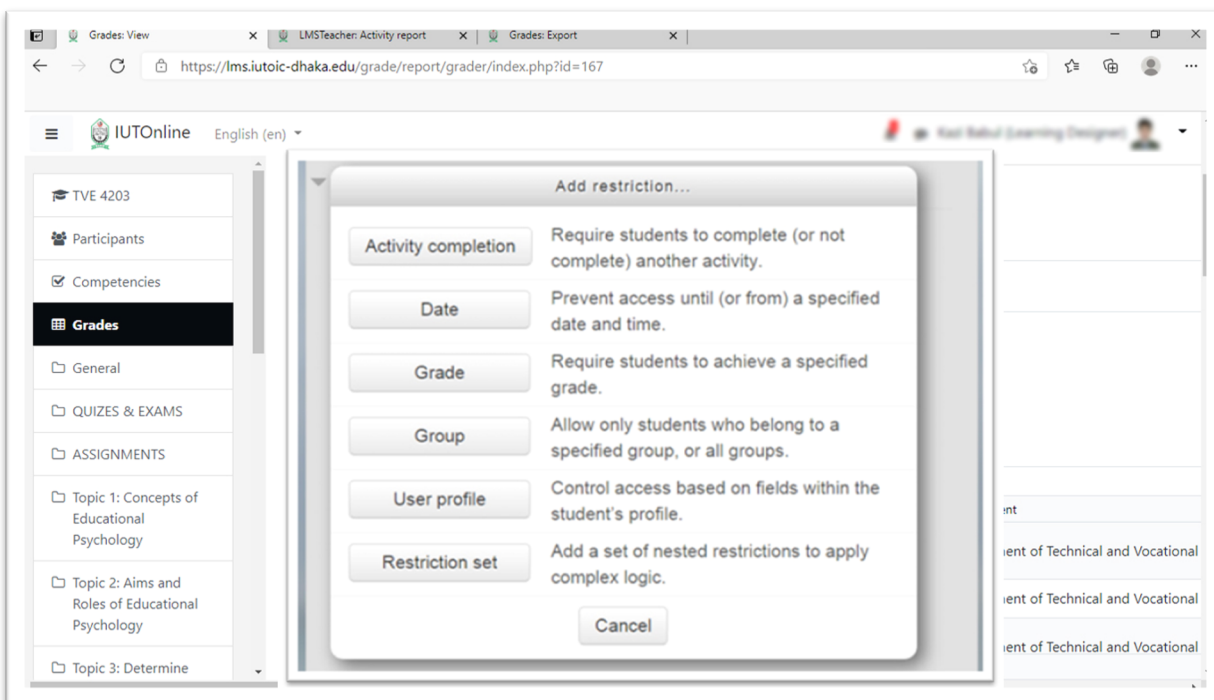 Grades: View
LMSTeacher: Activity report
Grades: Export
https://lms.iutoic-dhaka.edu/grade/report/grader/index.php?id=167
IUTOnline English (en)
TVE 4203
Participants
Competencies
Grades
General
QUIZES & EXAMS
ASSIGNMENTS
Topic 1: Concepts of
Educational
Psychology
Topic 2: Aims and
Roles of Educational
Psychology
Topic 3: Determine
Add restriction...
Activity completion
Require students to complete (or not
complete) another activity.
Date
Prevent access until (or from) a specified
date and time.
Grade
Require students to achieve a specified
grade.
Group
Allow only students who belong to a
specified group, or all groups.
User profile
Control access based on fields within the
student's profile.
Restriction set
Add a set of nested restrictions to apply
complex logic.
Cancel
of Technical and Vocational
of Technical and Vocational
of Technical and Vocational